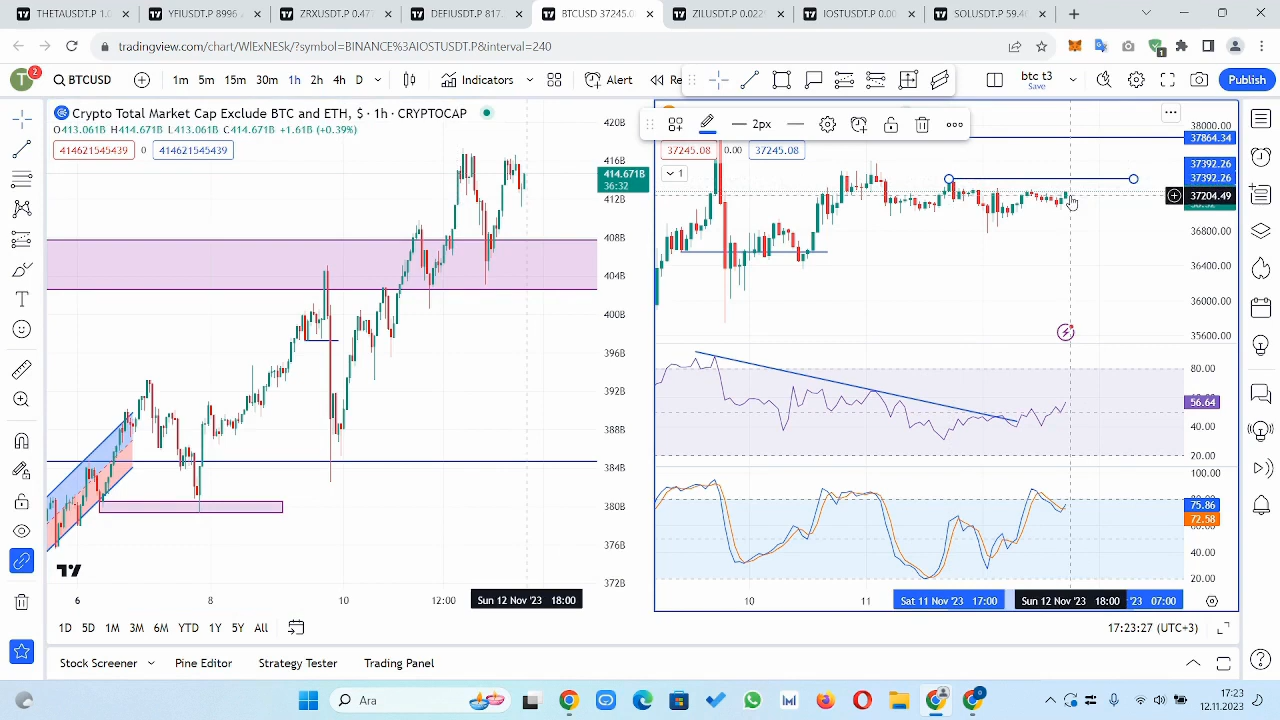 THETAUSDT.P 1.0
YFIUSDT.P 8996
ZRXUSDT.P 0.47
DEFIUSDT.P 817.
BTCUSD 37245.0
ZILUSDT.P 0.022
IOSTUSDT.P 0.00
SOLUSDT.P 59.40
tradingview.com/chart/WlExNESk/?symbol=BINANCE%3AIOSTUSDT.P&interval=240
T
2
BTCUSD
1m 5m 15m 30m 1h 2h 4h D
Indicators
Alert
Re
btc t3
Save
Publish
Crypto Total Market Cap Exclude BTC and ETH, $ · 1h · CRYPTOCAP
O413.061B H414.671B L413.061B C414.671B +1.61B (+0.39%)
414621545439 0 414621545439
2px
37245.08 0.00 37245.08
1
420B
416B
414.671B
36:32
412B
408B
404B
400B
396B
392B
388B
384B
380B
376B
372B
38000.00
37864.34
37392.26
37392.26
37204.49
36800.00
36400.00
36000.00
35600.00
80.00
56.64
40.00
20.00
100.00
75.86
72.58
40.00
20.00
6 8 10 12:00 Sun 12 Nov '23 18:00
10 11 Sat 11 Nov '23 17:00 Sun 12 Nov '23 18:00 '23 07:00
1D 5D 1M 3M 6M YTD 1Y 5Y All
17:23:27 (UTC+3)
Stock Screener Pine Editor Strategy Tester Trading Panel
Ara
17:23
12.11.2023